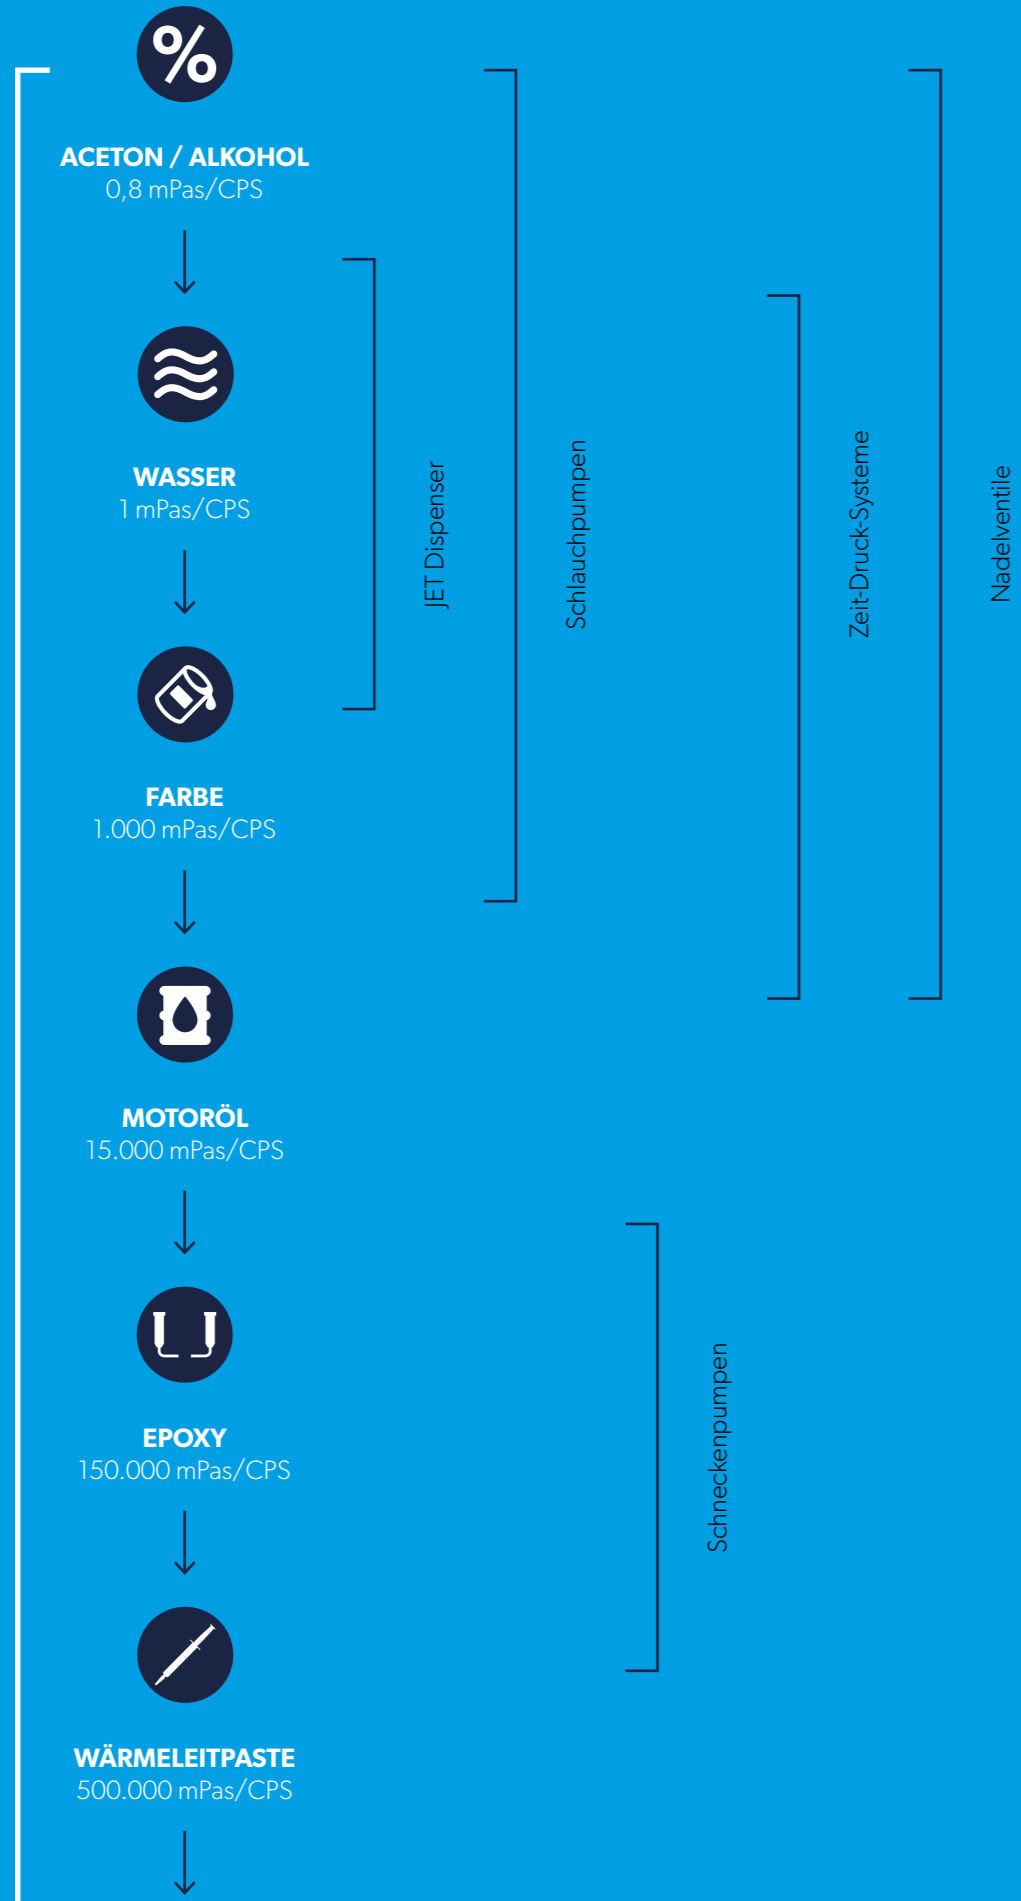 %
ACETON / ALKOHOL
0,8 mPas/CPS
WASSER
1 mPas/CPS
FARBE
1.000 mPas/CPS
MOTORÖL
15.000 mPas/CPS
EPOXY
150.000 mPas/CPS
WÄRMELEITPASTE
500.000 mPas/CPS
JET Dispenser
Schlauchpumpen
Schneckenpumpen
Zeit-Druck-Systeme
Nadelventile